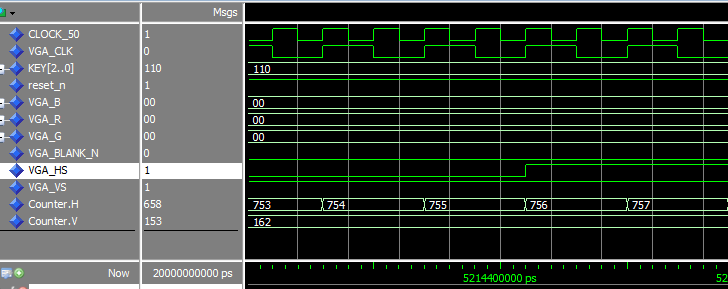 Msgs
CLOCK_50 1
VGA_CLK 0
KEY[2..0] 110 110
reset_n 1
VGA_B 00 00
VGA_R 00 00
VGA_G 00 00
VGA_BLANK_N 0
VGA_HS 1
VGA_VS 1
Counter.H 658 753 754 755 756 757
Counter.V 153 162
Now 20000000000 ps 5214400000 ps 52